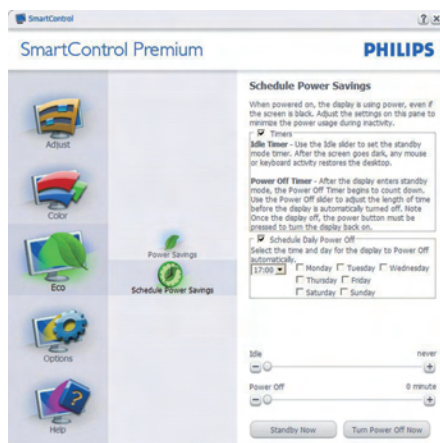 SmartControl
SmartControl Premium
PHILIPS
Adjust
Color
Eco
Options
Help
Power Savings
Schedule Power Savings
Schedule Power Savings
When powered on, the display is using power, even if
the screen is black. Adjust the settings on this pane to
minimize the power usage during inactivity.
Timers
Idle Timer - Use the Idle slider to set the standby
mode timer. After the screen goes dark, any mouse
or keyboard activity restores the desktop.
Power Off Timer - After the display enters standby
mode, the Power Off Timer begins to count down.
Use the Power Off slider to adjust the length of time
before the display is automatically turned off. Note
Once the display off, the power button must be
pressed to turn the display back on.
Schedule Daily Power Off
Select the time and day for the display to Power Off
automatically.
17:00 Monday Tuesday Wednesday
Thursday Friday
Saturday Sunday
Idle never
Power Off 0 minute
Standby Now Turn Power Off Now